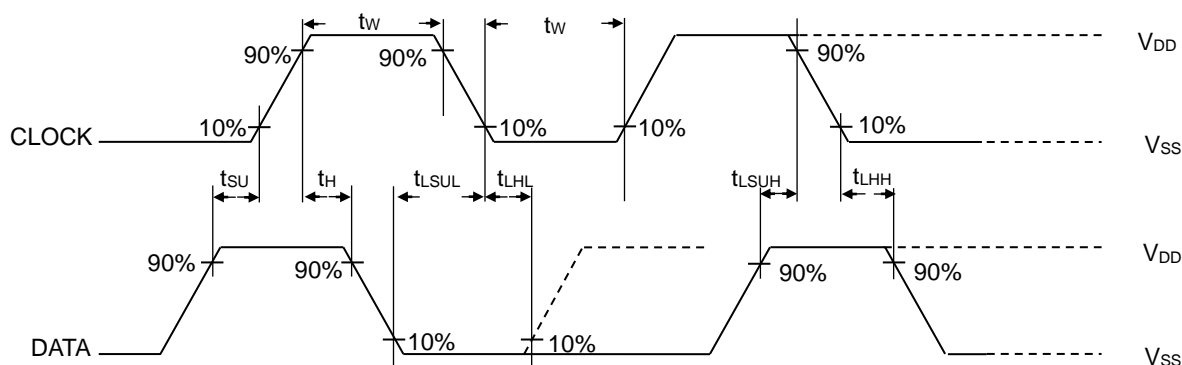 tW tW
VDD
90% 90% 90%
10% 10% 10% 10%
CLOCK
VSS
tSU tH tLSUL tLHL tLSUH tLHH
VDD
90% 90% 90% 90%
10% 10%
DATA
VSS